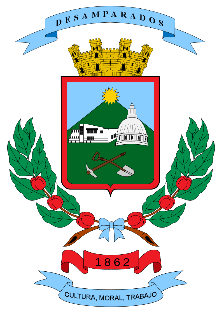 DESAMPARADOS
1862
CULTURA, MORAL, TRABAJO